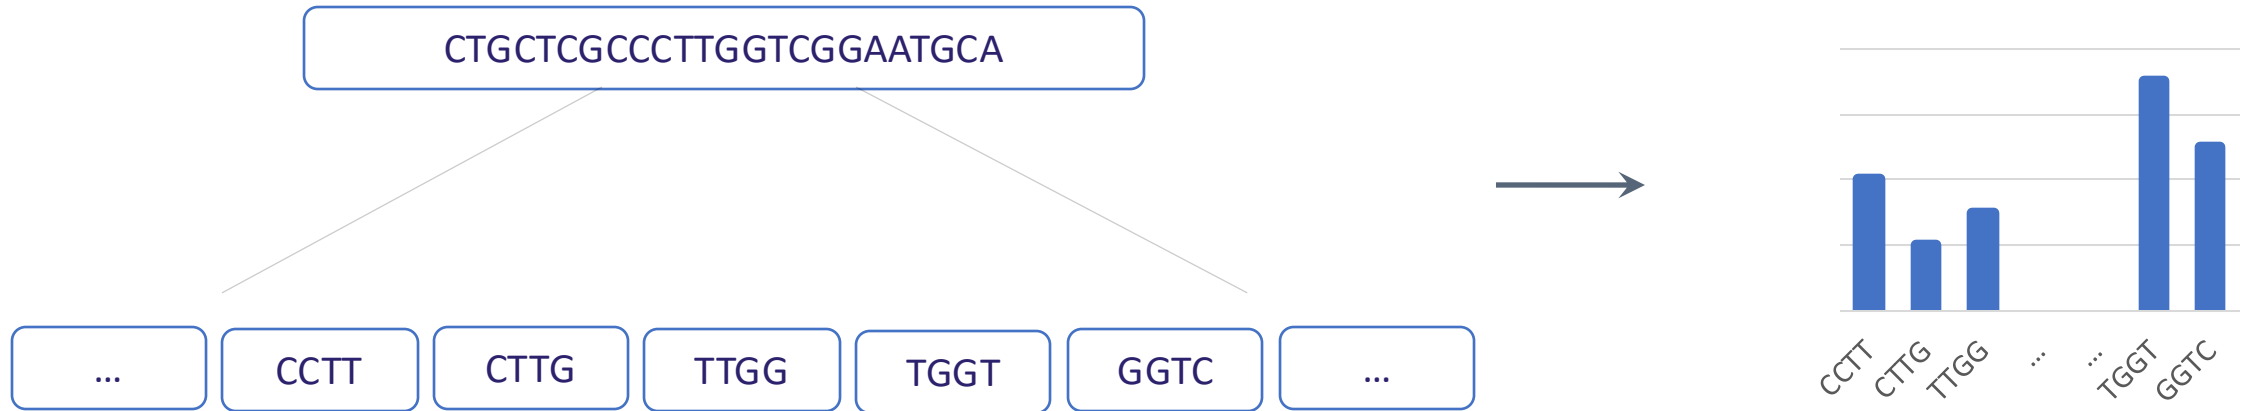 CTGCTCGCCCTTGGTCGGAATGCA
... CCTT CTTG TTGG TGGT GGTC ...
CCTT CTTG TTGG ... ... TGGT GGTC